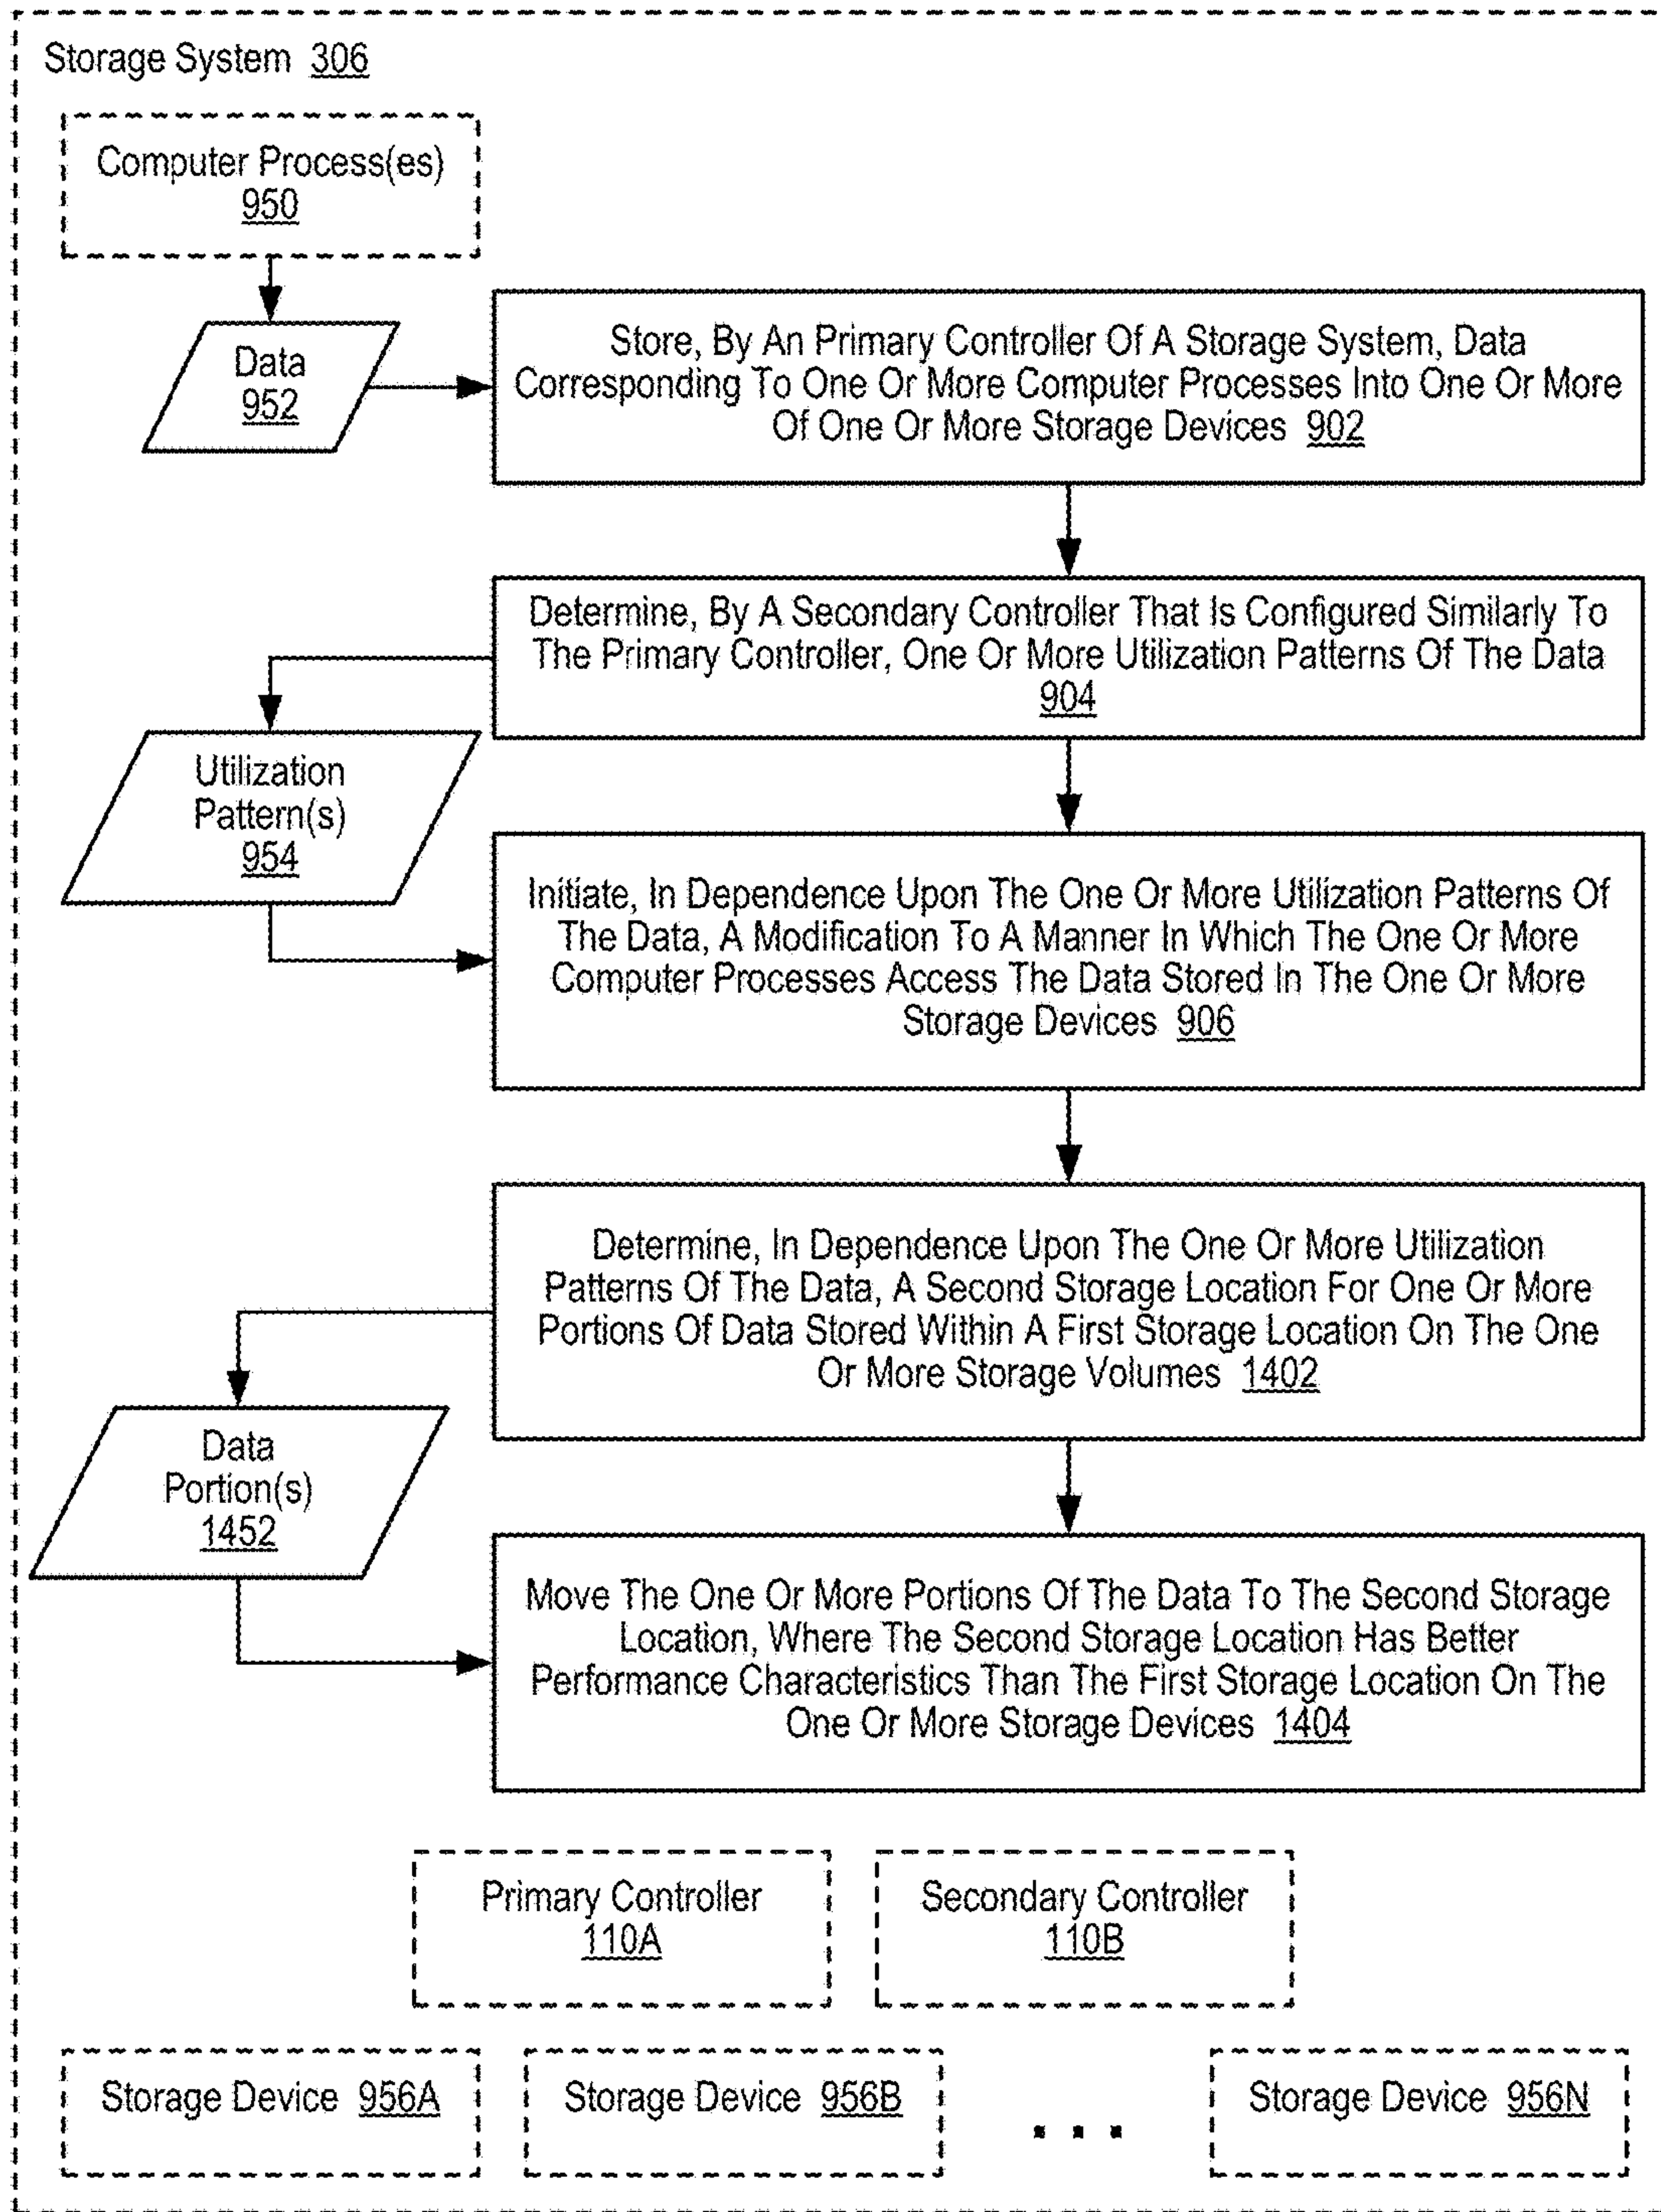 Storage System 306
Computer Process(es)
950
Data
952
Store, By An Primary Controller Of A Storage System, Data
Corresponding To One Or More Computer Processes Into One Or More
Of One Or More Storage Devices 902
Determine, By A Secondary Controller That Is Configured Similarly To
The Primary Controller, One Or More Utilization Patterns Of The Data
904
Utilization
Pattern(s)
954
Initiate, In Dependence Upon The One Or More Utilization Patterns Of
The Data, A Modification To A Manner In Which The One Or More
Computer Processes Access The Data Stored In The One Or More
Storage Devices 906
Determine, In Dependence Upon The One Or More Utilization
Patterns Of The Data, A Second Storage Location For One Or More
Portions Of Data Stored Within A First Storage Location On The One
Or More Storage Volumes 1402
Data
Portion(s)
1452
Move The One Or More Portions Of The Data To The Second Storage
Location, Where The Second Storage Location Has Better
Performance Characteristics Than The First Storage Location On The
One Or More Storage Devices 1404
Primary Controller
110A
Secondary Controller
110B
Storage Device 956A
Storage Device 956B
...
Storage Device 956N